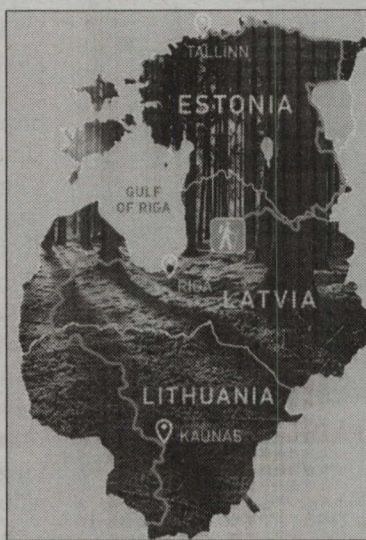 TALLINN
ESTONIA
GULF
OF RIGA
RIGA
LATVIA
LITHUANIA
KAUNAS